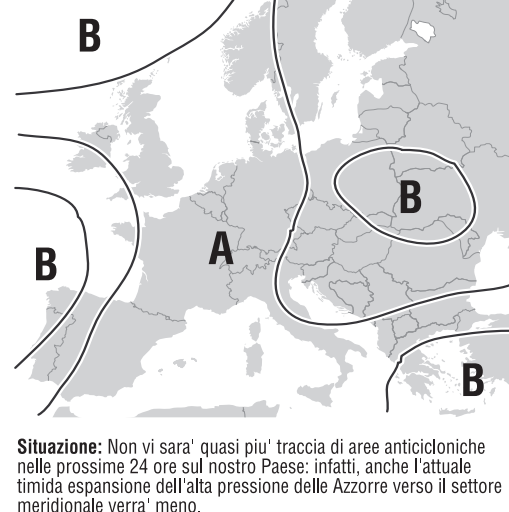 B
B
A
B
B
Situazione: Non vi sara' quasi piu' traccia di aree anticicloniche
nelle prossime 24 ore sul nostro Paese: infatti, anche l'attuale
timida espansione dell'alta pressione delle Azzorre verso il settore
meridionale verra' meno.